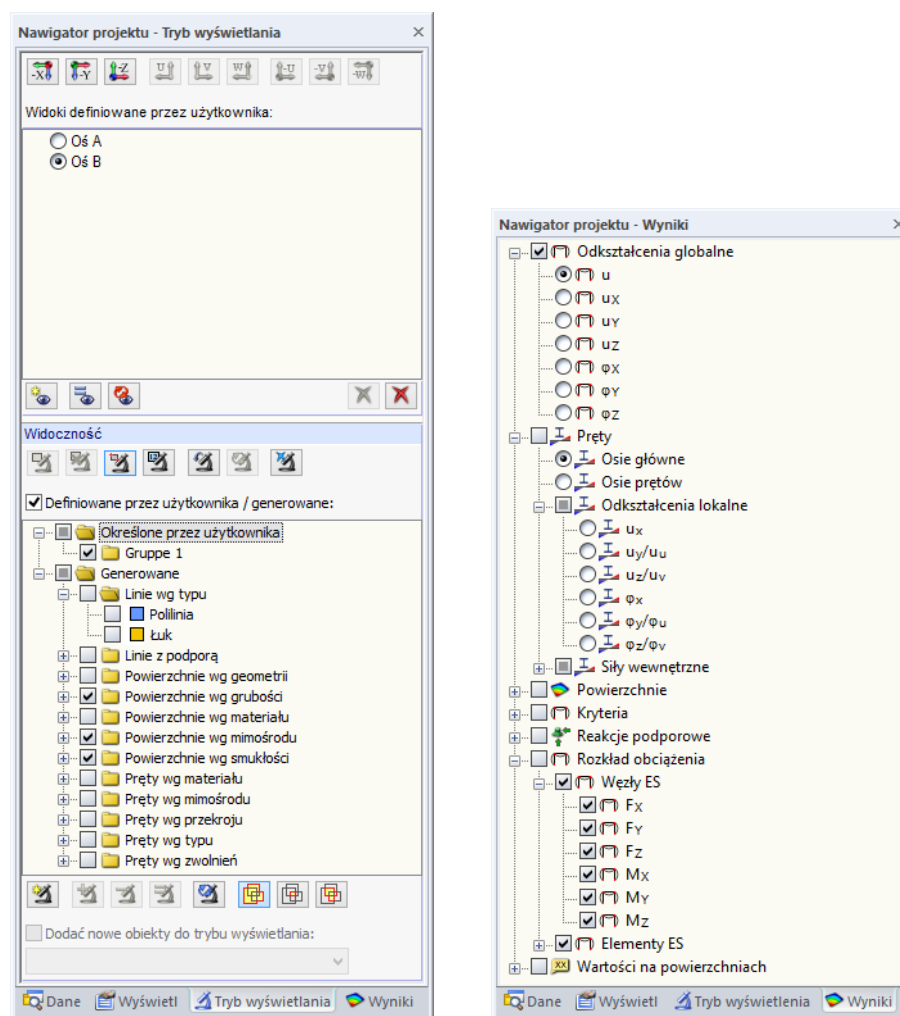 Nawigator projektu - Tryb wyświetlania
-X -Y -Z U V W -U -V -W
Widoki definiowane przez użytkownika:
Oś A
Oś B
Widoczność
Definiowane przez użytkownika / generowane:
Określone przez użytkownika
Gruppe 1
Generowane
Linie wg typu
Polilinia
Łuk
Linie z podporą
Powierzchnie wg geometrii
Powierzchnie wg grubości
Powierzchnie wg materiału
Powierzchnie wg mimośrodu
Powierzchnie wg smukłości
Pręty wg materiału
Pręty wg mimośrodu
Pręty wg przekroju
Pręty wg typu
Pręty wg zwolnień
Dodać nowe obiekty do trybu wyświetlania:
Dane Wyświetl Tryb wyświetlania Wyniki
Nawigator projektu - Wyniki
Odkształcenia globalne
u
uX
uY
uZ
φX
φY
φZ
Pręty
Osie główne
Osie prętów
Odkształcenia lokalne
ux
uy/uu
uz/uv
φx
φy/φu
φz/φv
Siły wewnętrzne
Powierzchnie
Kryteria
Reakcje podporowe
Rozkład obciążenia
Węzły ES
FX
FY
FZ
MX
MY
MZ
Elementy ES
xx Wartości na powierzchniach
Dane Wyświetl Tryb wyświetlenia Wyniki